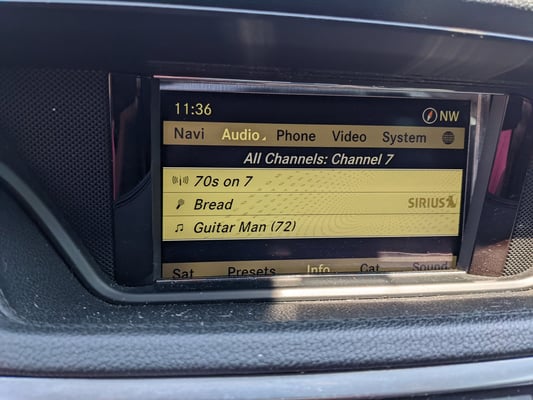 11:36 NW
Navi Audio Phone Video System
All Channels: Channel 7
70s on 7
Bread SIRIUS
Guitar Man (72)
Sat Presets Info Cat Sound